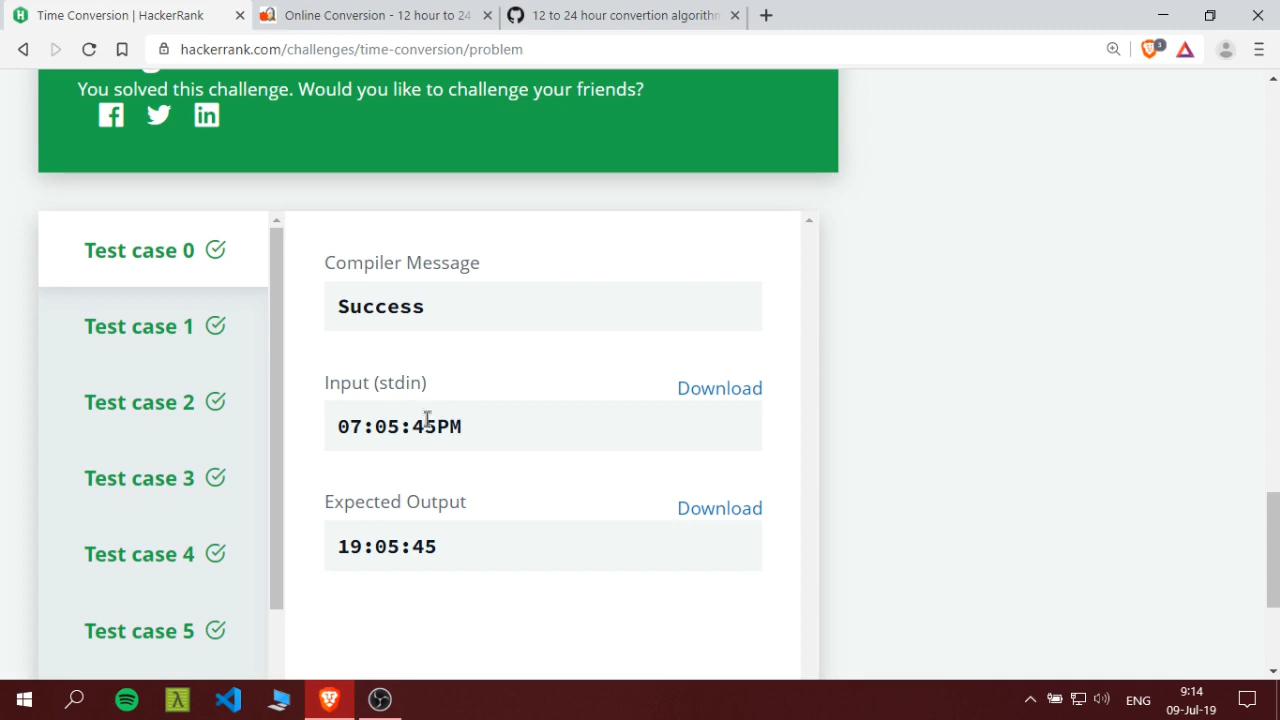 Time Conversion | HackerRank
Online Conversion - 12 hour to 24
12 to 24 hour convertion algorithm
hackerrank.com/challenges/time-conversion/problem
3
You solved this challenge. Would you like to challenge your friends?
Test case 0
Test case 1
Test case 2
Test case 3
Test case 4
Test case 5
Compiler Message
Success
Input (stdin)
Download
07:05:45PM
Expected Output
Download
19:05:45
ENG
9:14
09-Jul-19